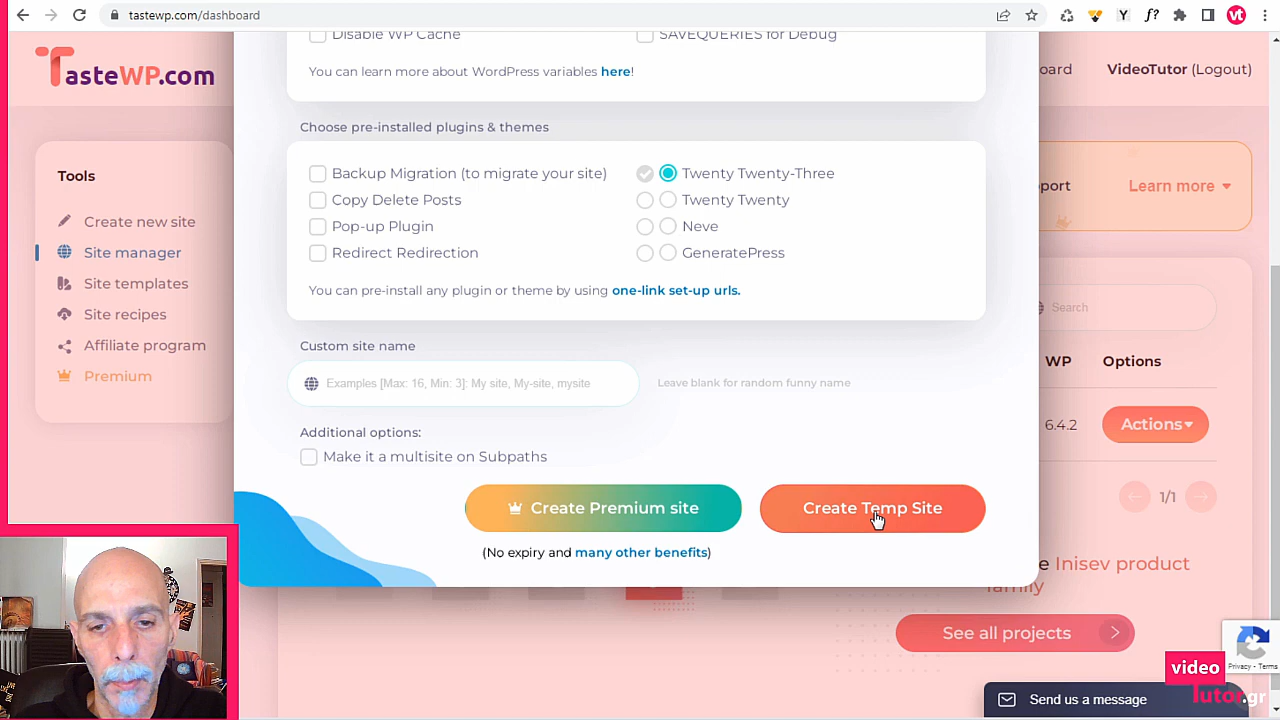 tastewp.com/dashboard
TasteWP.com
board
VideoTutor (Logout)
Disable WP Cache
SAVEQUERIES for Debug
You can learn more about WordPress variables here!
Choose pre-installed plugins & themes
Backup Migration (to migrate your site)
Twenty Twenty-Three
Copy Delete Posts
Twenty Twenty
Pop-up Plugin
Neve
Redirect Redirection
GeneratePress
You can pre-install any plugin or theme by using one-link set-up urls.
Custom site name
Examples [Max: 16, Min: 3]: My site, My-site, mysite
Leave blank for random funny name
Additional options:
Make it a multisite on Subpaths
Create Premium site
Create Temp Site
(No expiry and many other benefits)
Tools
Create new site
Site manager
Site templates
Site recipes
Affiliate program
Premium
port
Learn more
Search
WP
Options
6.4.2
Actions
1/1
e Inisev product
family
See all projects
Privacy - Terms
Send us a message
video
Tutor.gr
vt
Y
f?